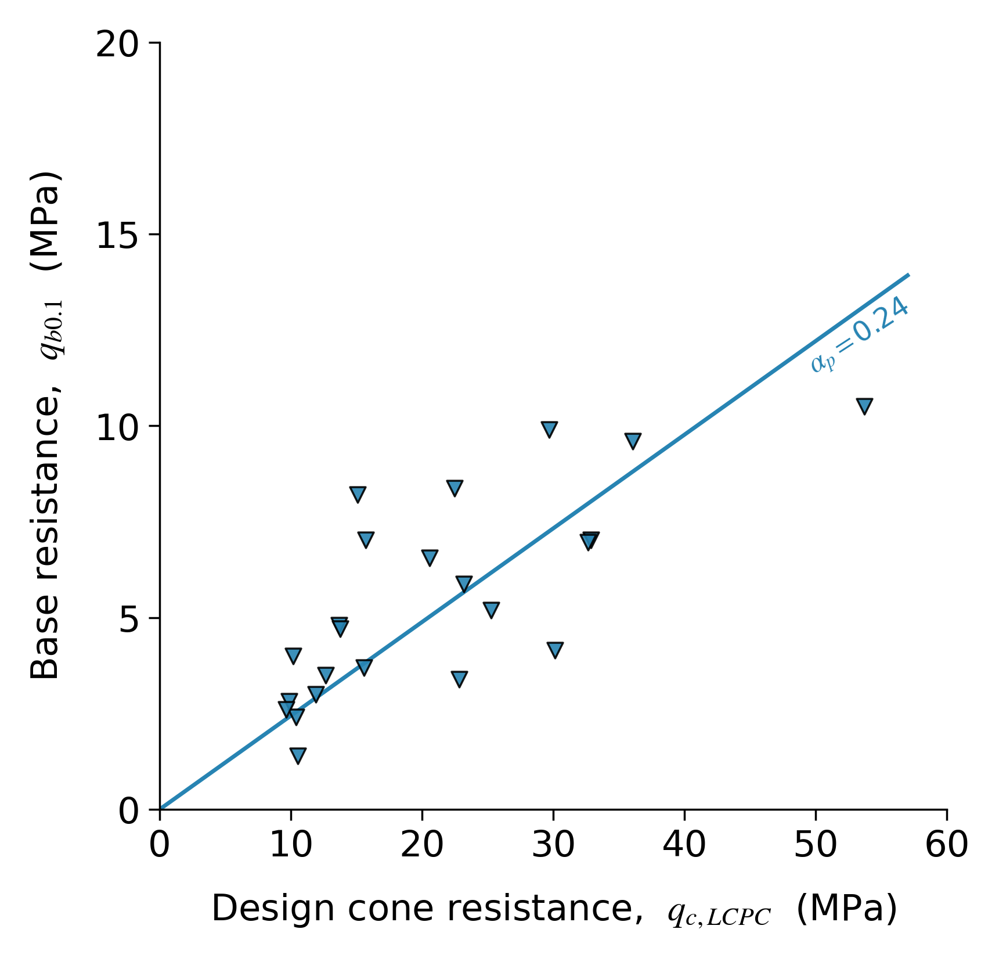 20
15
10
5
0
0 10 20 30 40 50 60
Base resistance, q_{b0.1} (MPa)
α_p=0.24
Design cone resistance, q_{c,LCPC} (MPa)